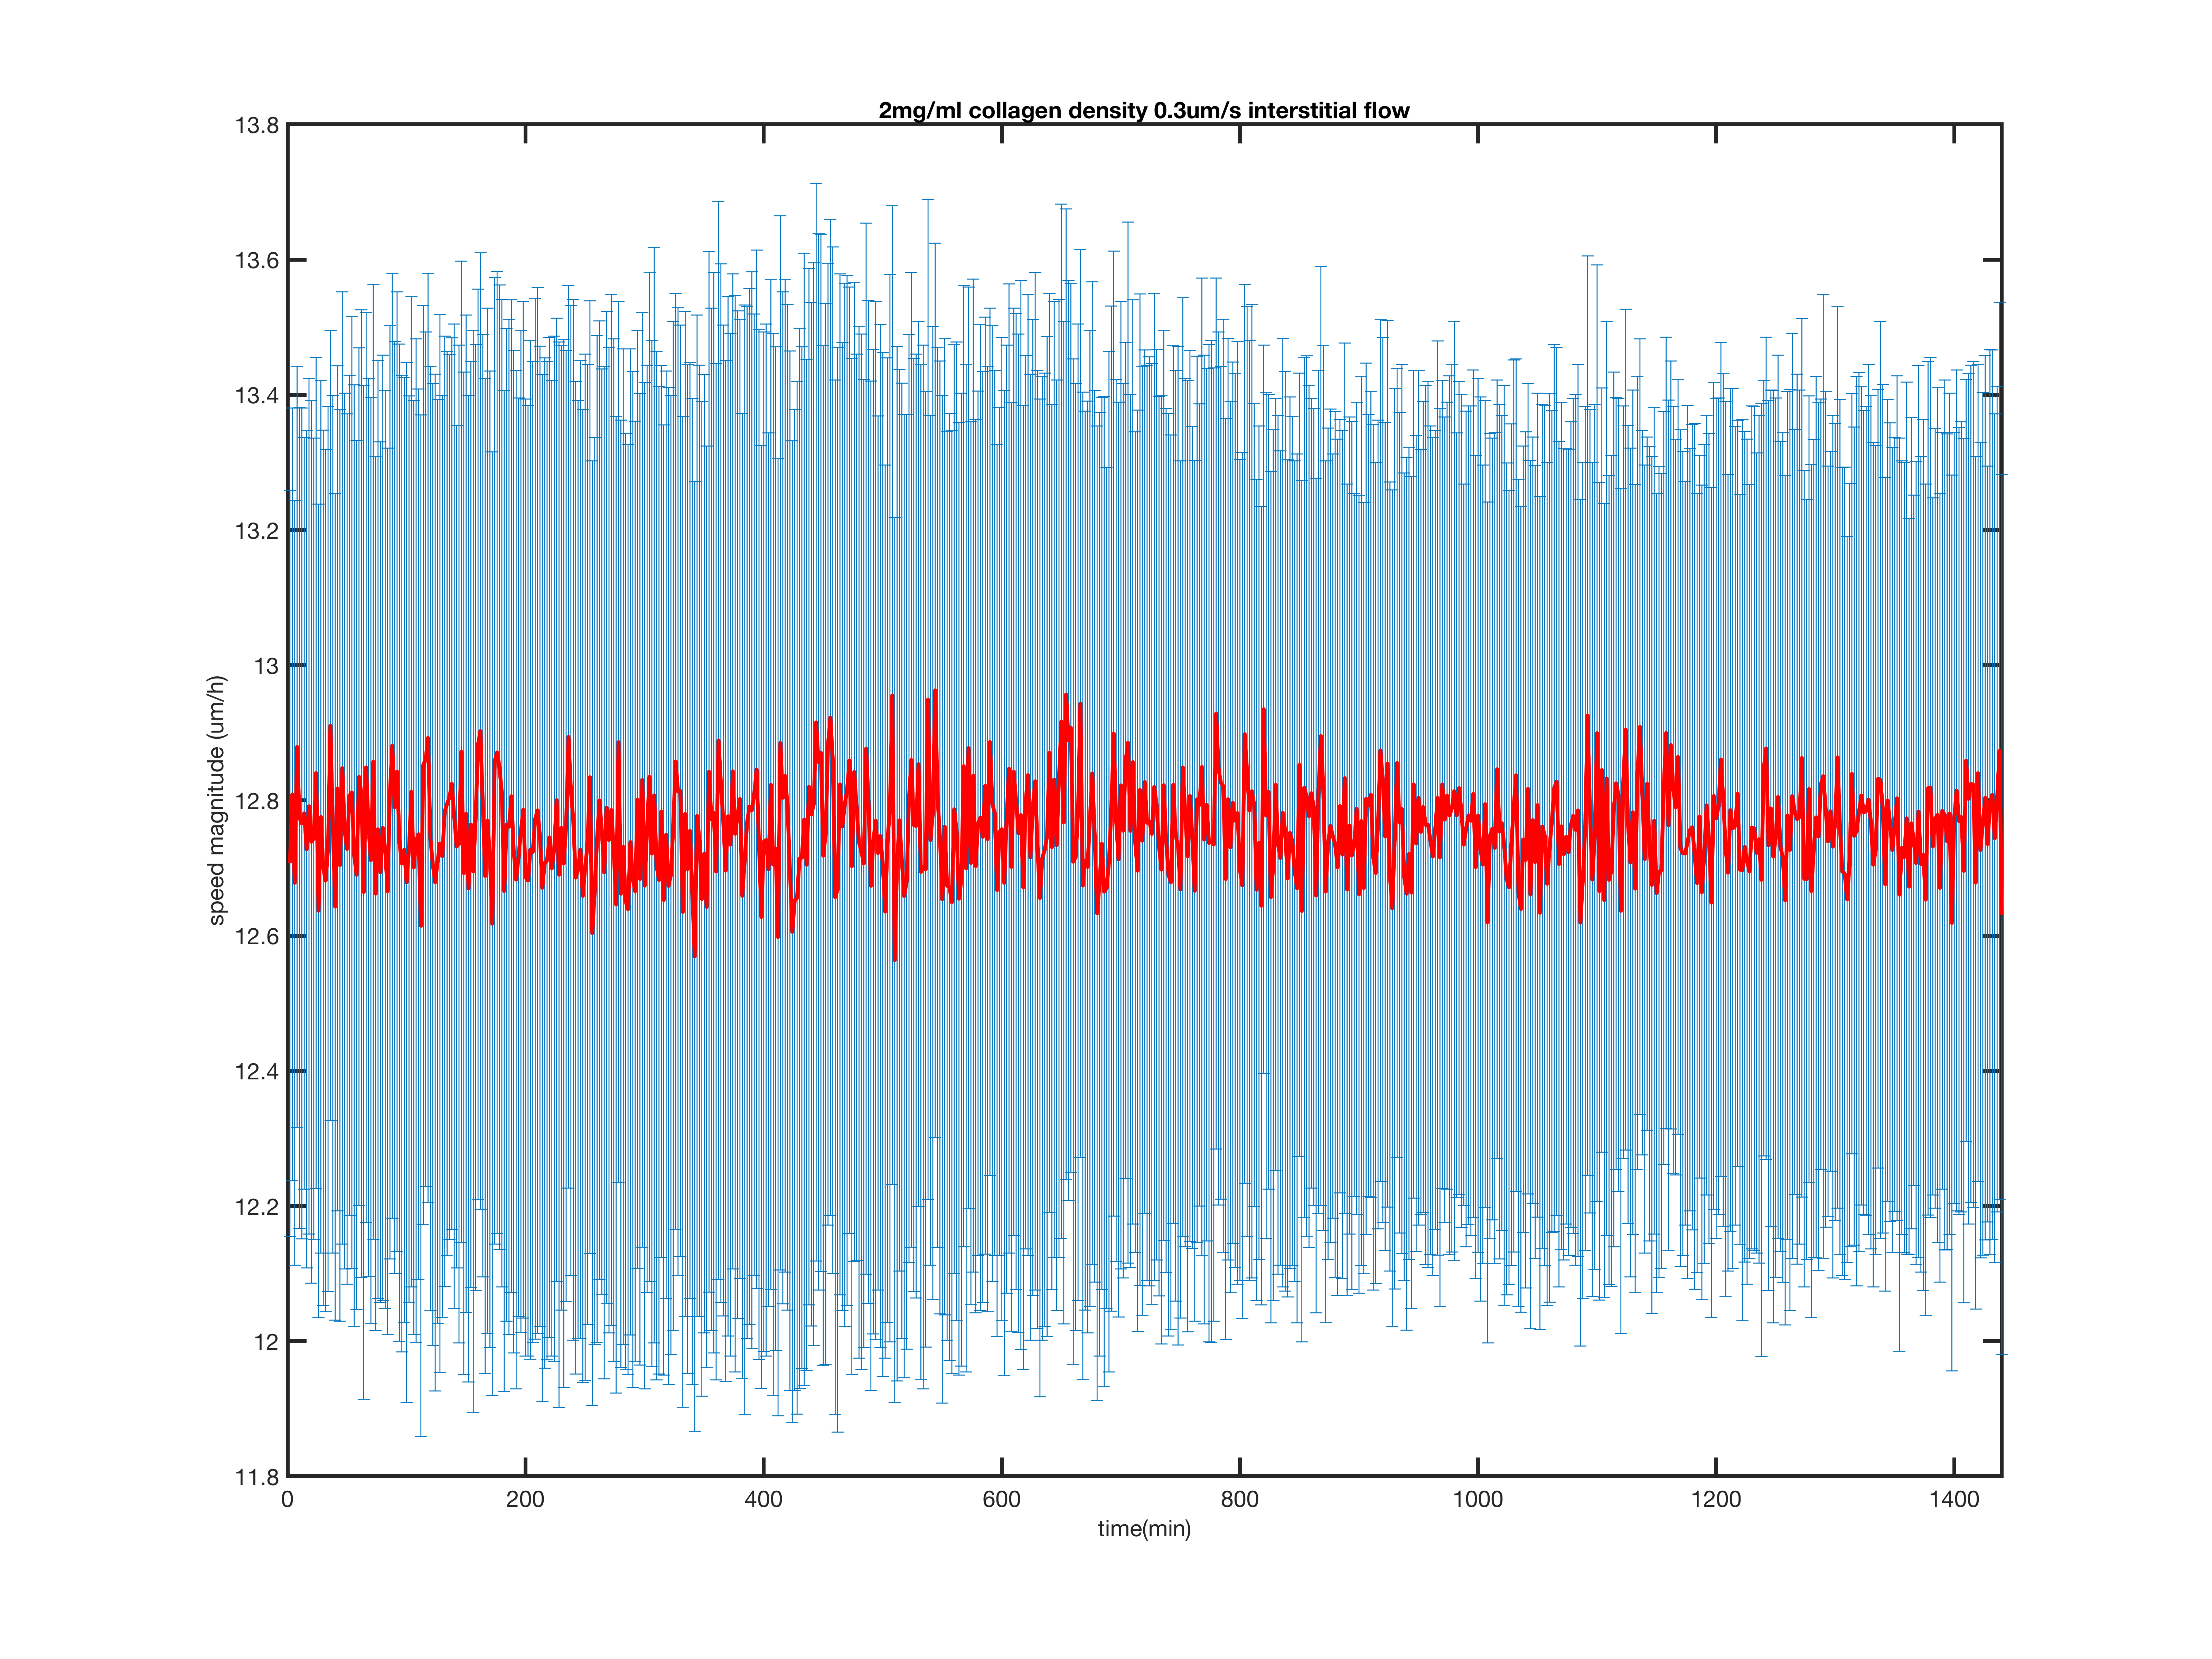 2mg/ml collagen density 0.3um/s interstitial flow
13.8
13.6
13.4
13.2
13
12.8
12.6
12.4
12.2
12
11.8
speed magnitude (um/h)
0 200 400 600 800 1000 1200 1400
time(min)